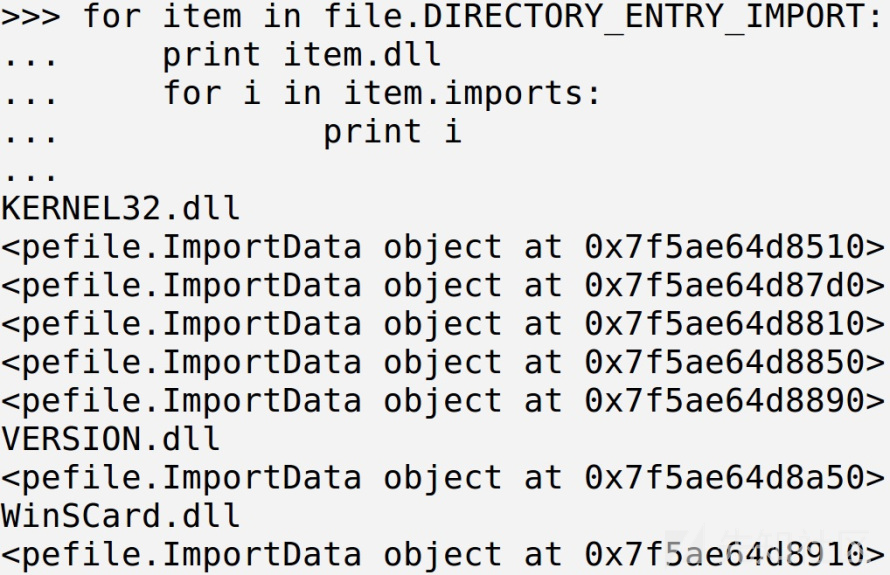 >>> for item in file.DIRECTORY_ENTRY_IMPORT:
...     print item.dll
...     for i in item.imports:
...             print i
...
KERNEL32.dll
<pefile.ImportData object at 0x7f5ae64d8510>
<pefile.ImportData object at 0x7f5ae64d87d0>
<pefile.ImportData object at 0x7f5ae64d8810>
<pefile.ImportData object at 0x7f5ae64d8850>
<pefile.ImportData object at 0x7f5ae64d8890>
VERSION.dll
<pefile.ImportData object at 0x7f5ae64d8a50>
WinSCard.dll
<pefile.ImportData object at 0x7f5ae64d8910>